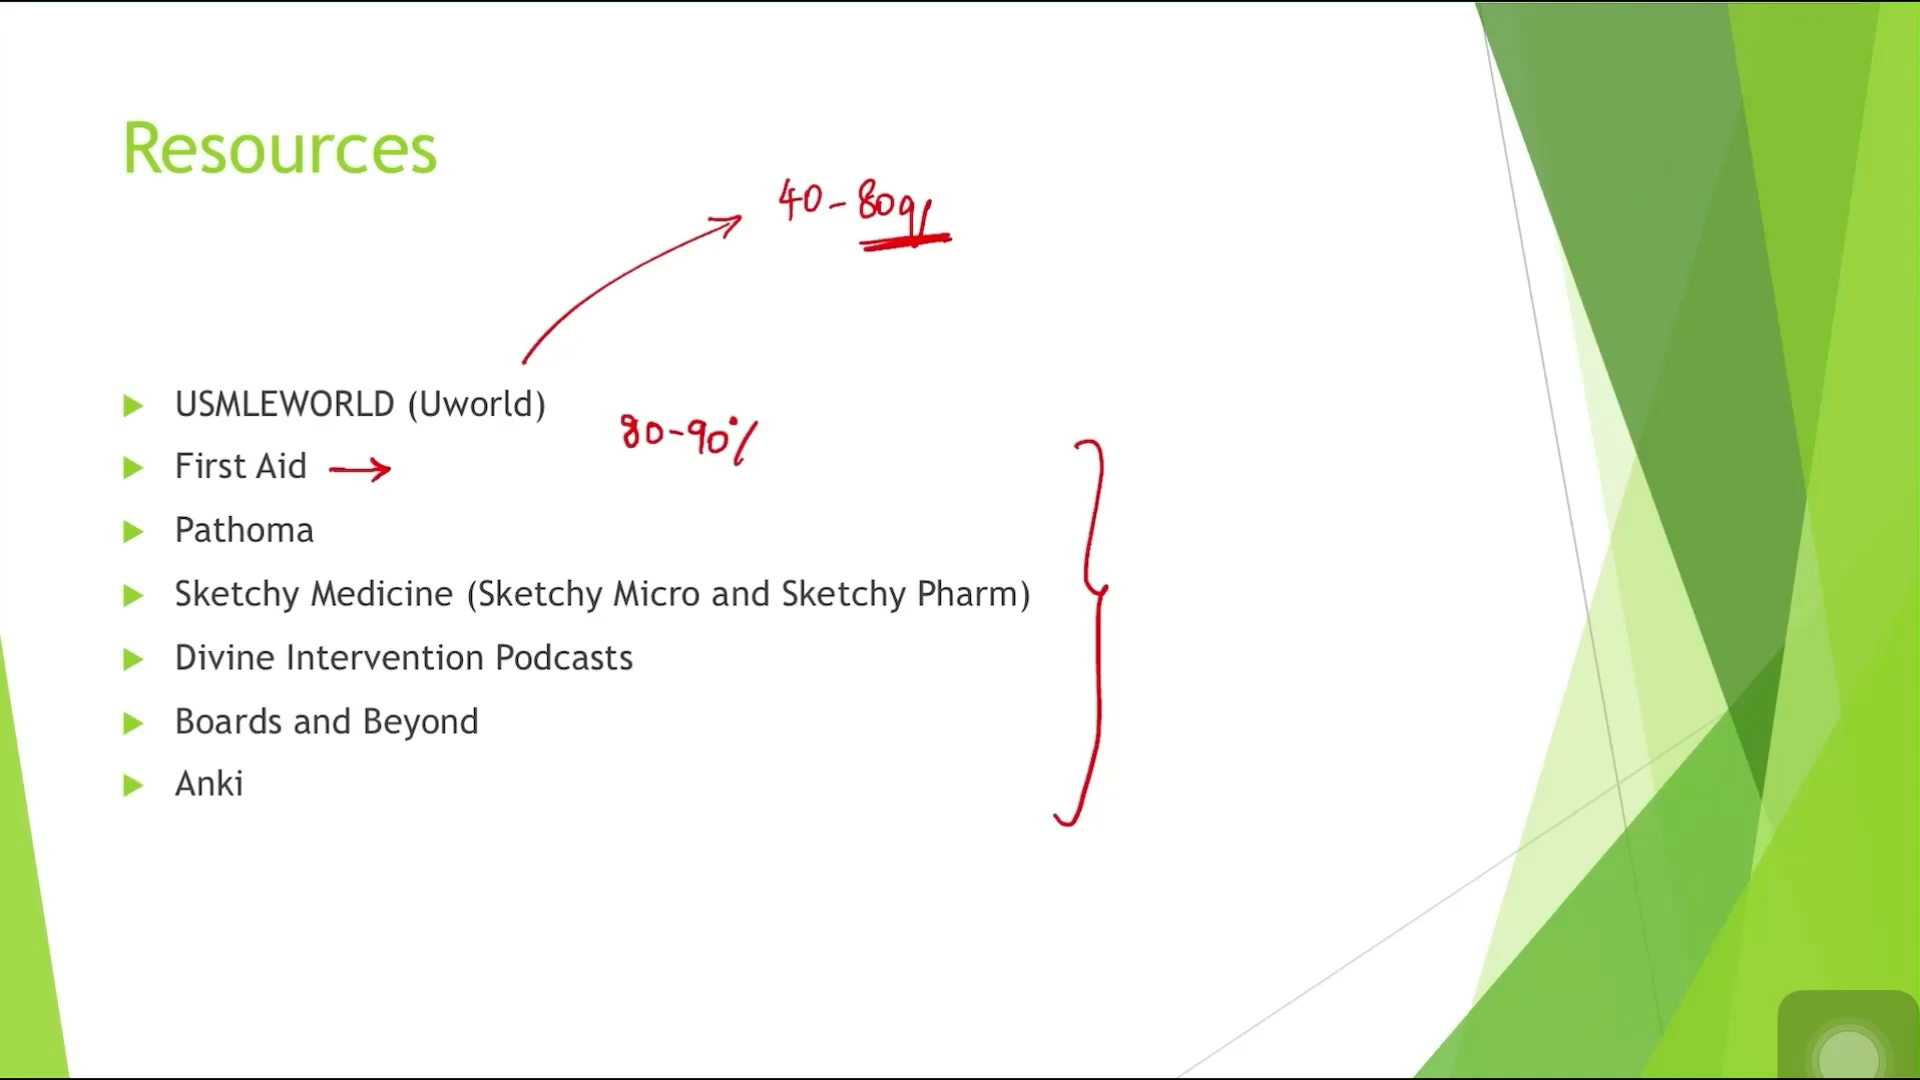 Resources
40-80q/
USMLEWORLD (Uworld)
80-90%
First Aid
Pathoma
Sketchy Medicine (Sketchy Micro and Sketchy Pharm)
Divine Intervention Podcasts
Boards and Beyond
Anki